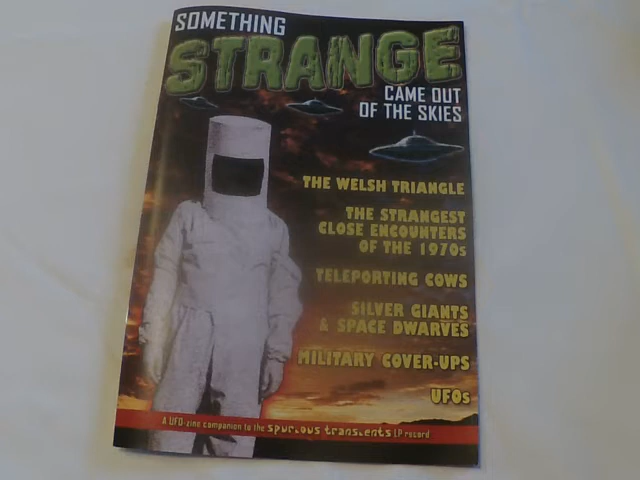 SOMETHING
STRANGE
CAME OUT
OF THE SKIES
THE WELSH TRIANGLE
THE STRANGEST
CLOSE ENCOUNTERS
OF THE 1970s
TELEPORTING COWS
SILVER GIANTS
& SPACE DWARVES
MILITARY COVER-UPS
UFOs
A UFO-zine companion to the spurious transients LP record